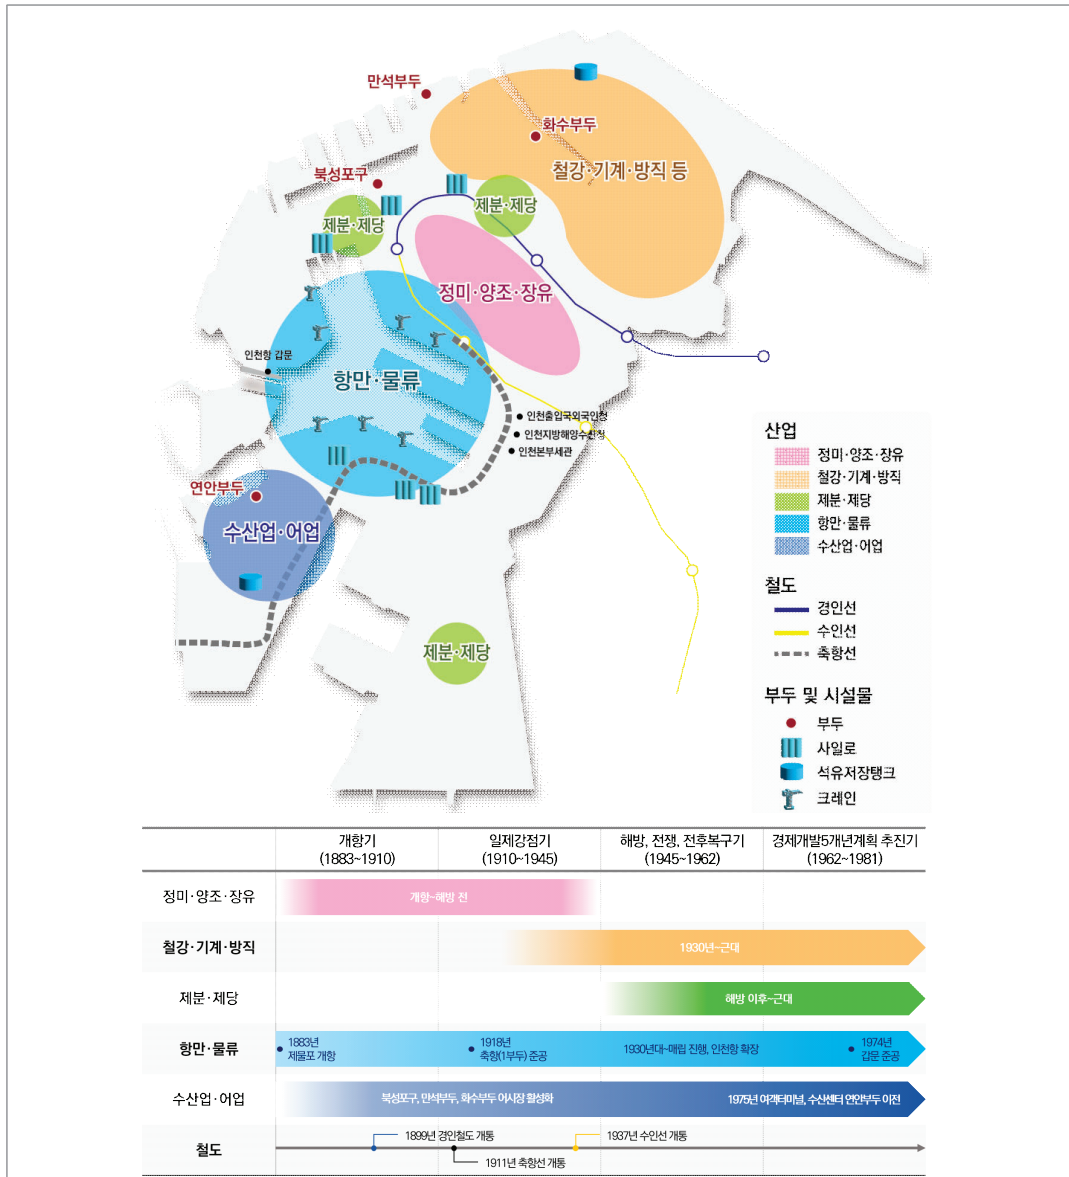 만석부두
화수부두
철강·기계·방직 등
북성포구
제분·제당
제분·제당
정미·양조·장유
인천항 갑문
항만·물류
인천출입국외국인청
인천지방해양수산청
인천본부세관
연안부두
수산업·어업
제분·제당
산업
정미·양조·장유
철강·기계·방직
제분·제당
항만·물류
수산업·어업
철도
경인선
수인선
축항선
부두 및 시설물
부두
사일로
석유저장탱크
크레인
개항기 일제강점기 해방, 전쟁, 전후복구기 경제개발5개년계획 추진기
(1883~1910) (1910~1945) (1945~1962) (1962~1981)
정미·양조·장유 개항~해방 전
철강·기계·방직 1930년~근대
제분·제당 해방 이후~근대
항만·물류
1883년
제물포 개항
1918년
축항(1부두) 준공
1930년대~매립 진행, 인천항 확장
1974년
갑문 준공
수산업·어업 북성포구, 만석부두, 화수부두 어시장 활성화 1975년 여객터미널, 수산센터 연안부두 이전
철도
1899년 경인철도 개통
1937년 수인선 개통
1911년 축항선 개통